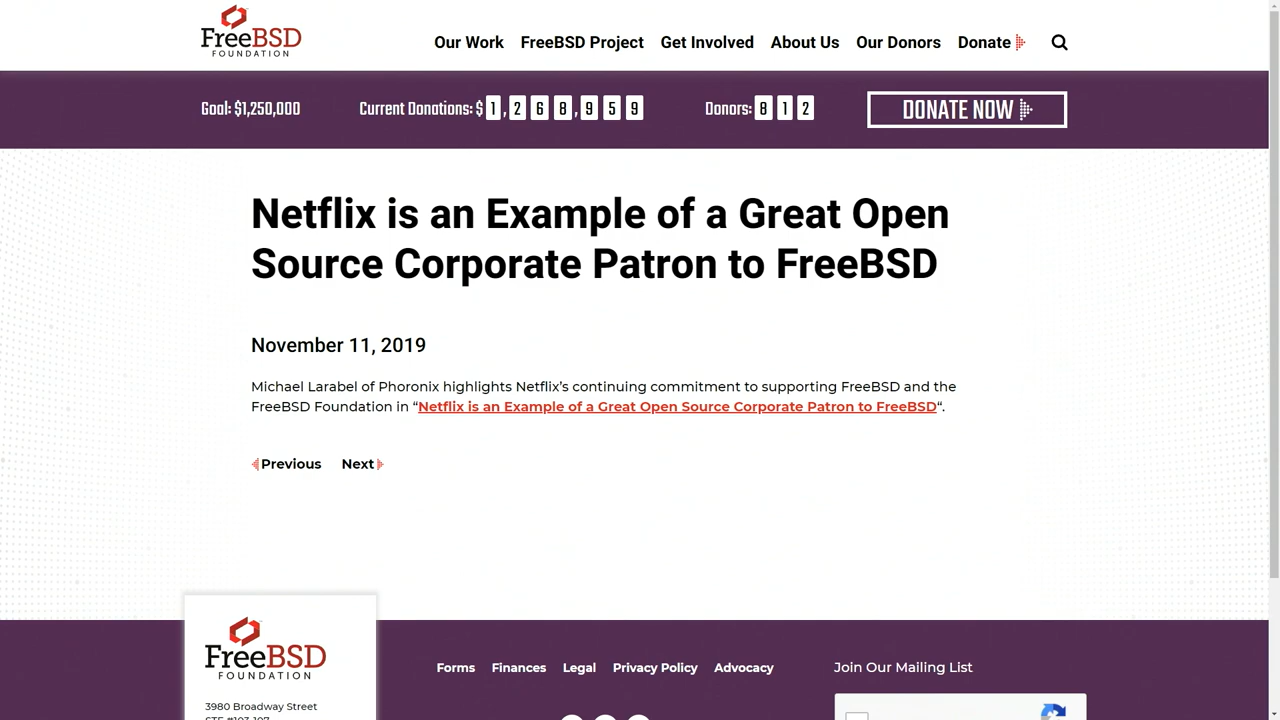 FreeBSD
FOUNDATION
Our Work FreeBSD Project Get Involved About Us Our Donors Donate
Goal: $1,250,000 Current Donations: $ 1,268,959 Donors: 812 DONATE NOW
Netflix is an Example of a Great Open
Source Corporate Patron to FreeBSD
November 11, 2019
Michael Larabel of Phoronix highlights Netflix’s continuing commitment to supporting FreeBSD and the
FreeBSD Foundation in “Netflix is an Example of a Great Open Source Corporate Patron to FreeBSD“.
Previous Next
FreeBSD
FOUNDATION
Forms Finances Legal Privacy Policy Advocacy
Join Our Mailing List
3980 Broadway Street
STE #103-107